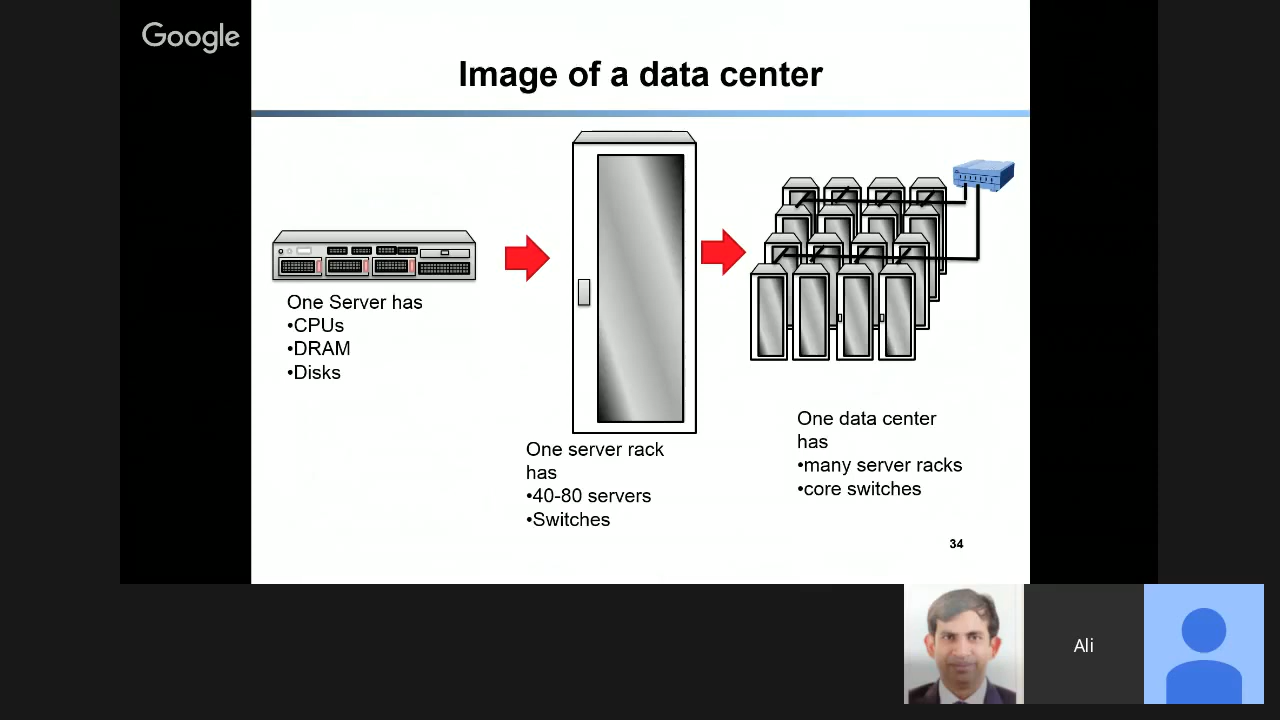 Google
Image of a data center
One Server has
•CPUs
•DRAM
•Disks
One server rack
has
•40-80 servers
•Switches
One data center
has
•many server racks
•core switches
34
Ali